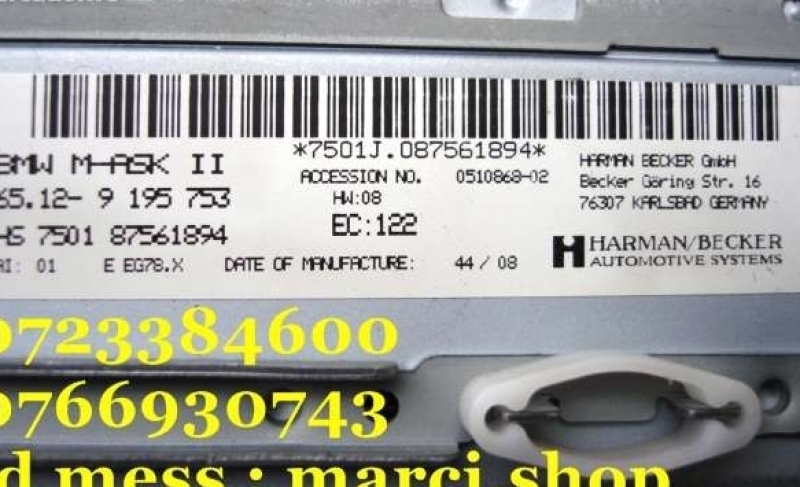 *7501J.087561894*
BMW M-ASK II
ACCESSION NO. 0510868-02
HARMAN BECKER GmbH
Becker Göring Str. 16
76307 KARLSBAD GERMANY
65.12- 9 195 753
HW:08
EC:122
HS 7501 87561894
HARMAN/BECKER
AUTOMOTIVE SYSTEMS
RI: 01 E EG78.X DATE OF MANUFACTURE: 44 / 08
0723384600
0766930743
d mess : marci.shop